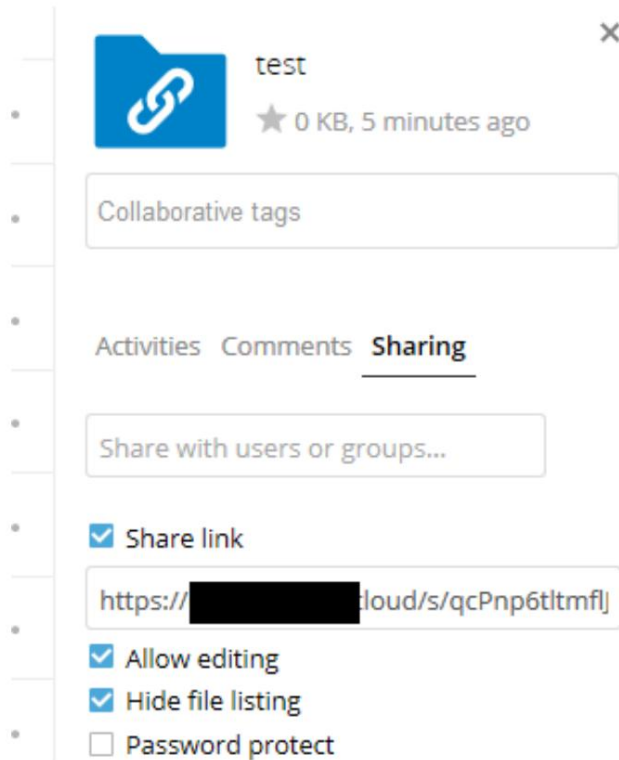 test
0 KB, 5 minutes ago
Collaborative tags
Activities Comments Sharing
Share with users or groups...
Share link
https:// loud/s/qcPnp6tltmflJ
Allow editing
Hide file listing
Password protect